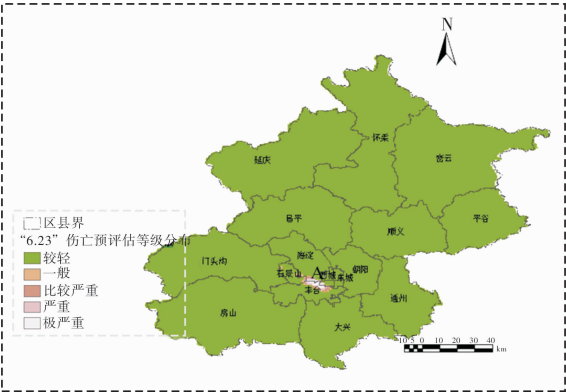 N
怀柔
密云
延庆
昌平
顺义
平谷
区县界
“6.23”伤亡预评估等级分布
较轻
一般
比较严重
严重
极严重
门头沟
海淀
石景山
A
西城
东城
朝阳
丰台
通州
房山
大兴
10 5 0 10 20 30 40
km